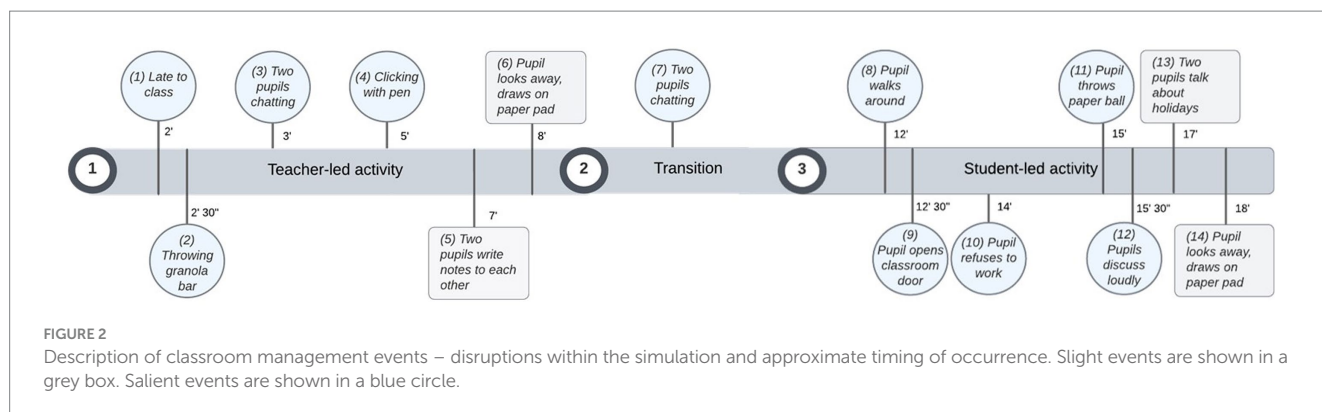 (1) Late to
class
2'
(2)
Throwing
granola
bar
2' 30"
(3) Two
pupils
chatting
3'
(4) Clicking
with pen
5'
(5) Two
pupils write
notes to each
other
7'
(6) Pupil
looks away,
draws on
paper pad
8'
(7) Two
pupils
chatting
(8) Pupil
walks
around
12'
(9)
Pupil opens
classroom
door
12' 30"
(10) Pupil
refuses to
work
14'
(11) Pupil
throws
paper ball
15'
(12)
Pupils
discuss
loudly
15' 30"
(13) Two
pupils talk
about
holidays
17'
(14) Pupil
looks away,
draws on
paper pad
18'
1
Teacher-led activity
2
Transition
3
Student-led activity
FIGURE 2
Description of classroom management events – disruptions within the simulation and approximate timing of occurrence. Slight events are shown in a
grey box. Salient events are shown in a blue circle.